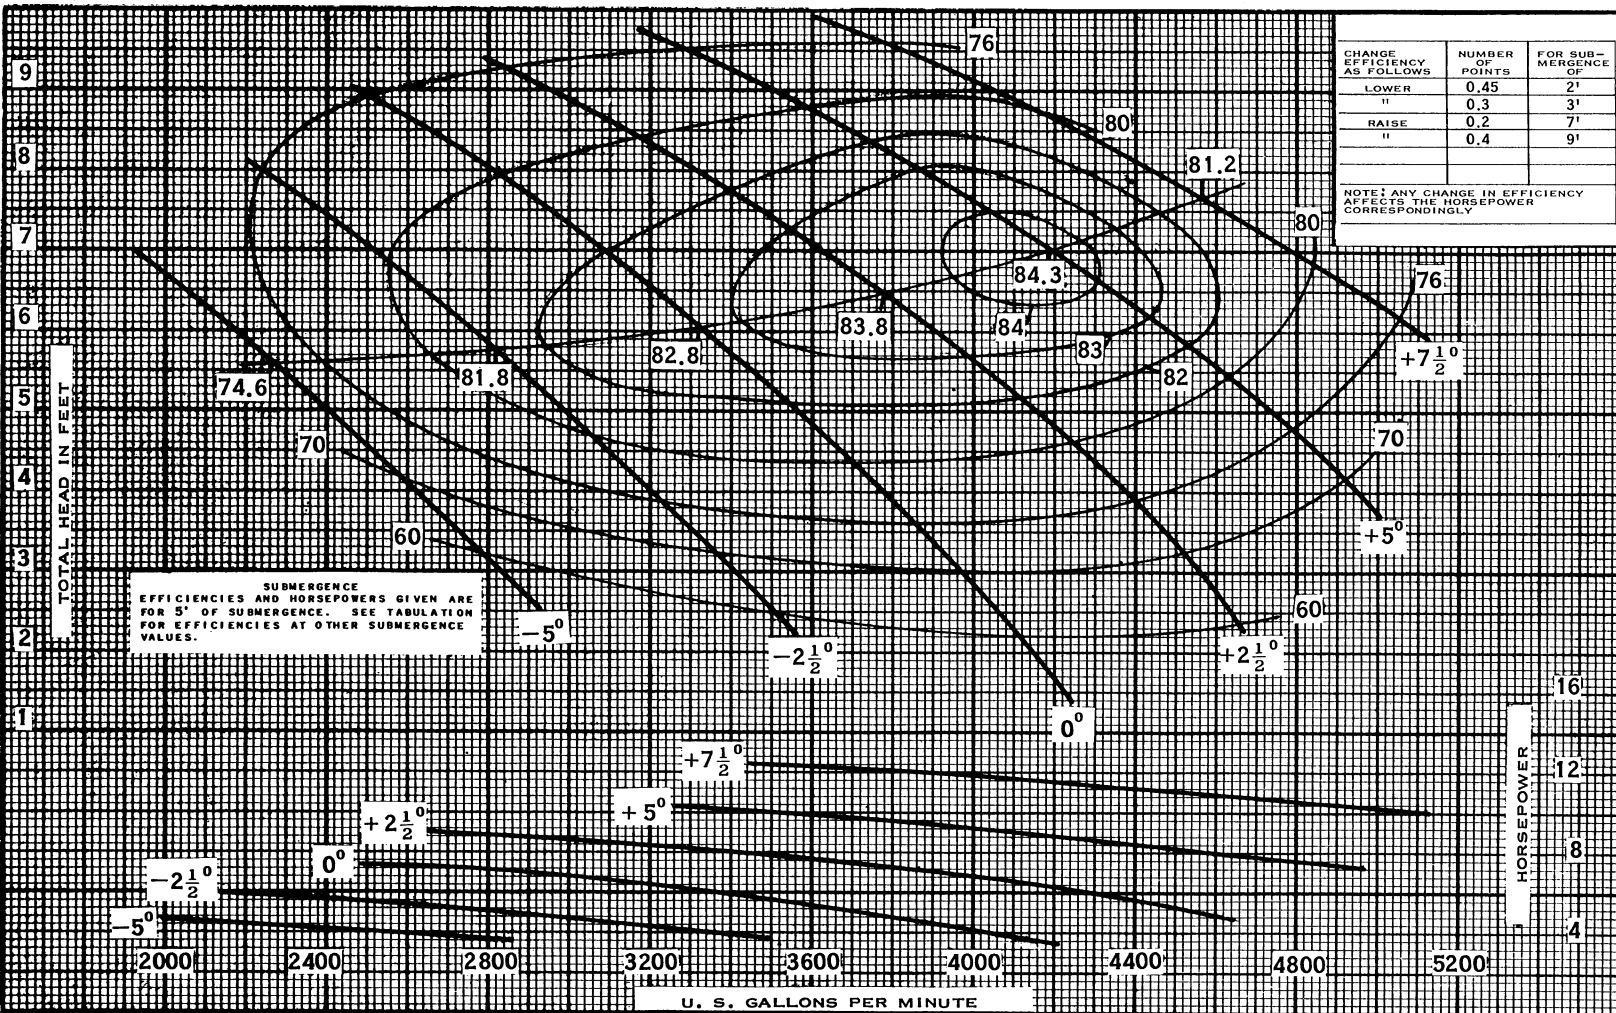 CHANGE EFFICIENCY AS FOLLOWS
NUMBER OF POINTS
FOR SUB-MERGENCE OF
LOWER 0.45 2'
" 0.3 3'
RAISE 0.2 7'
" 0.4 9'
NOTE: ANY CHANGE IN EFFICIENCY
AFFECTS THE HORSEPOWER
CORRESPONDINGLY
9
8
7
6
5
4
3
2
1
TOTAL HEAD IN FEET
76
80
81.2
80
76
84.3
84
83.8
83
82.8
82
81.8
74.6
70
70
60
60
+7½°
+5°
+2½°
0°
−2½°
−5°
SUBMERGENCE
EFFICIENCIES AND HORSEPOWERS GIVEN ARE
FOR 5' OF SUBMERGENCE. SEE TABULATION
FOR EFFICIENCIES AT OTHER SUBMERGENCE
VALUES.
+7½°
+5°
+2½°
0°
−2½°
−5°
16
12
8
4
HORSEPOWER
2000 2400 2800 3200 3600 4000 4400 4800 5200
U. S. GALLONS PER MINUTE